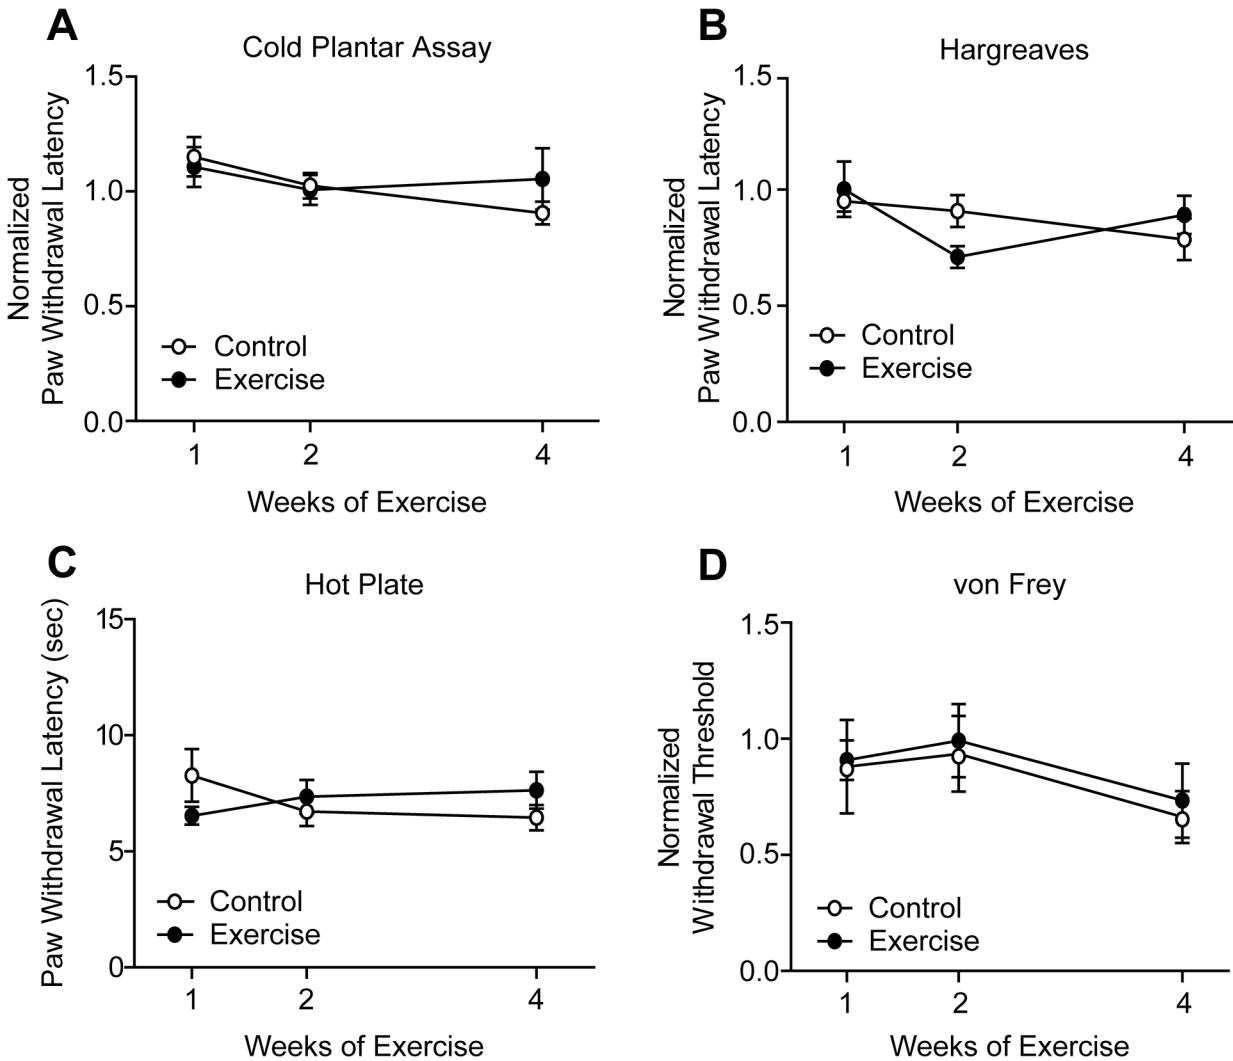 A
Cold Plantar Assay
Normalized
Paw Withdrawal Latency
1.5
1.0
0.5
0.0
Control
Exercise
1 2 4
Weeks of Exercise
B
Hargreaves
Normalized
Paw Withdrawal Latency
1.5
1.0
0.5
0.0
Control
Exercise
1 2 4
Weeks of Exercise
C
Hot Plate
Paw Withdrawal Latency (sec)
15
10
5
0
Control
Exercise
1 2 4
Weeks of Exercise
D
von Frey
Normalized
Withdrawal Threshold
1.5
1.0
0.5
0.0
Control
Exercise
1 2 4
Weeks of Exercise